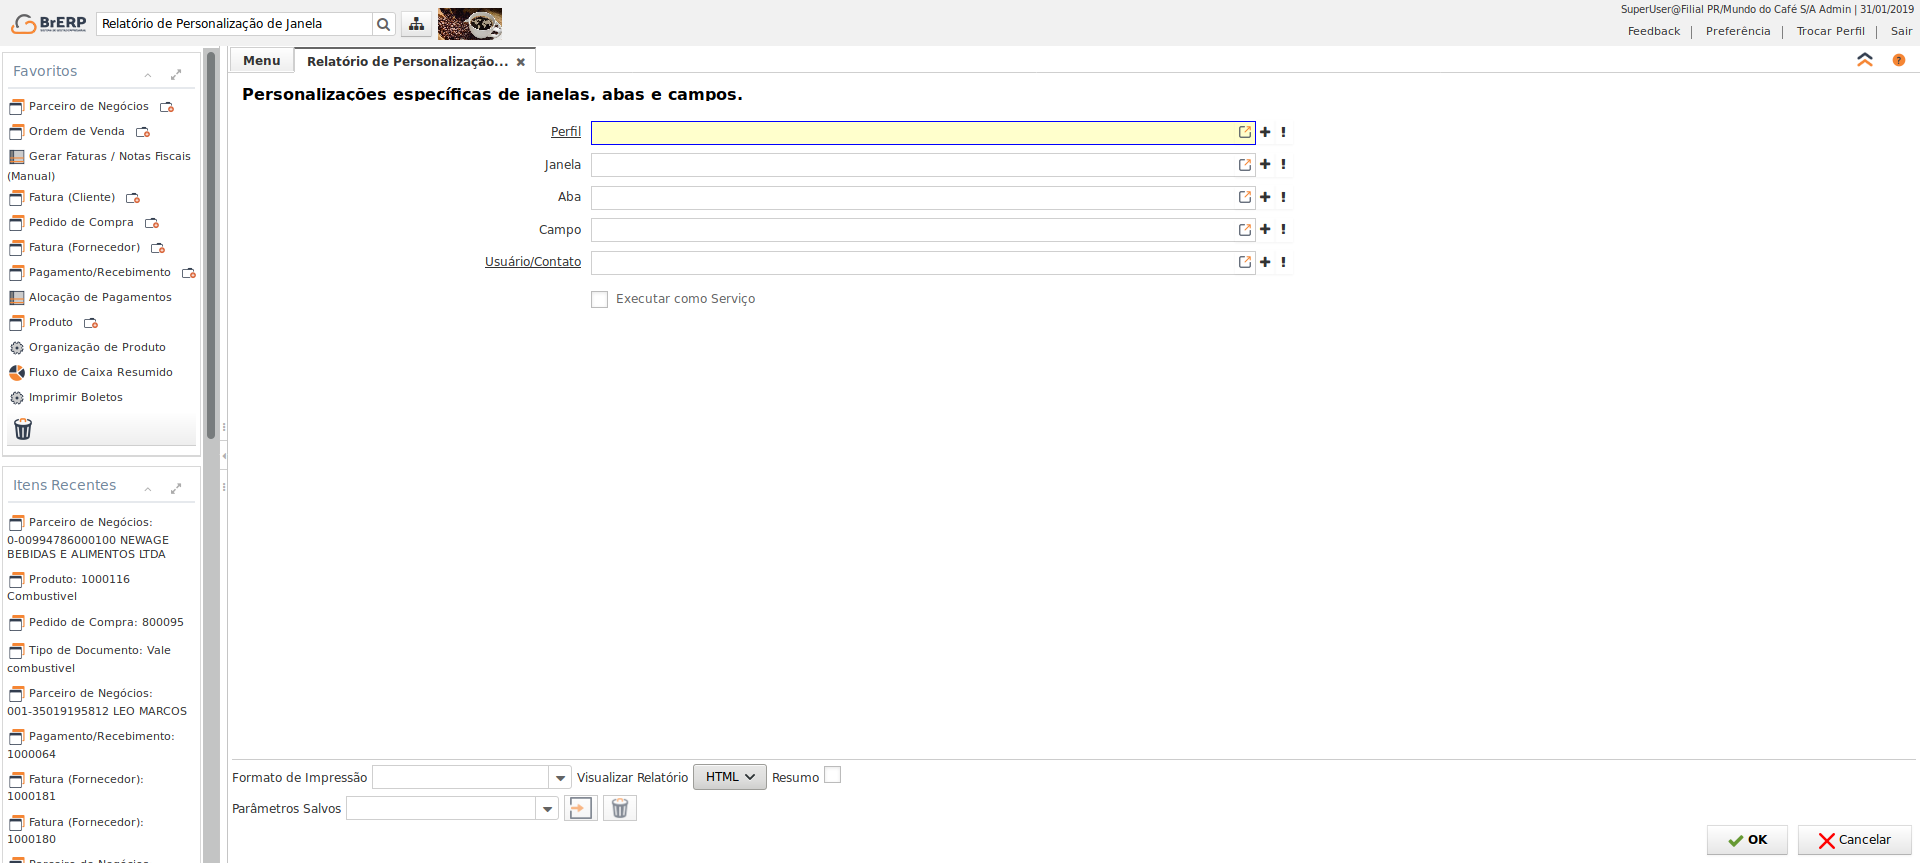 BrERP
Relatório de Personalização de Janela
SuperUser@Filial PR/Mundo do Café S/A Admin | 31/01/2019
Feedback | Preferência | Trocar Perfil | Sair
Favoritos
Parceiro de Negócios
Ordem de Venda
Gerar Faturas / Notas Fiscais
(Manual)
Fatura (Cliente)
Pedido de Compra
Fatura (Fornecedor)
Pagamento/Recebimento
Alocação de Pagamentos
Produto
Organização de Produto
Fluxo de Caixa Resumido
Imprimir Boletos
Itens Recentes
Parceiro de Negócios:
0-00994786000100 NEWAGE
BEBIDAS E ALIMENTOS LTDA
Produto: 1000116
Combustivel
Pedido de Compra: 800095
Tipo de Documento: Vale
combustivel
Parceiro de Negócios:
001-35019195812 LEO MARCOS
Pagamento/Recebimento:
1000064
Fatura (Fornecedor):
1000181
Fatura (Fornecedor):
1000180
Parceiro de Negócios
Menu
Relatório de Personalização...
Personalizações específicas de janelas, abas e campos.
Perfil
Janela
Aba
Campo
Usuário/Contato
Executar como Serviço
Formato de Impressão
Visualizar Relatório HTML Resumo
Parâmetros Salvos
OK Cancelar